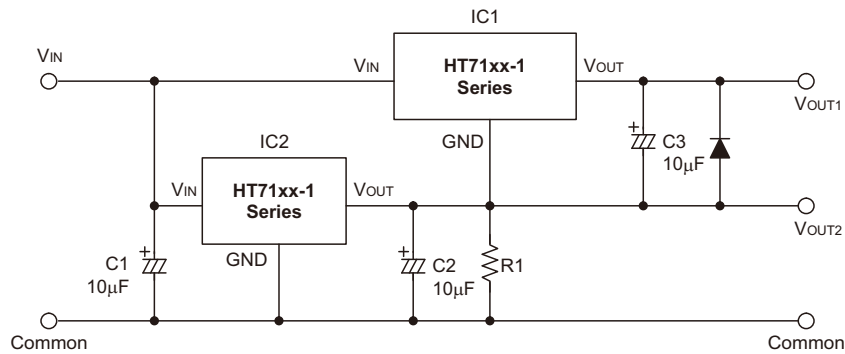 IC1
VIN
VIN
HT71xx-1
Series
VOUT
VOUT1
GND
+
C3
10μF
IC2
VIN
HT71xx-1
Series
VOUT
VOUT2
GND
+
C1
10μF
+
C2
10μF
R1
Common
Common